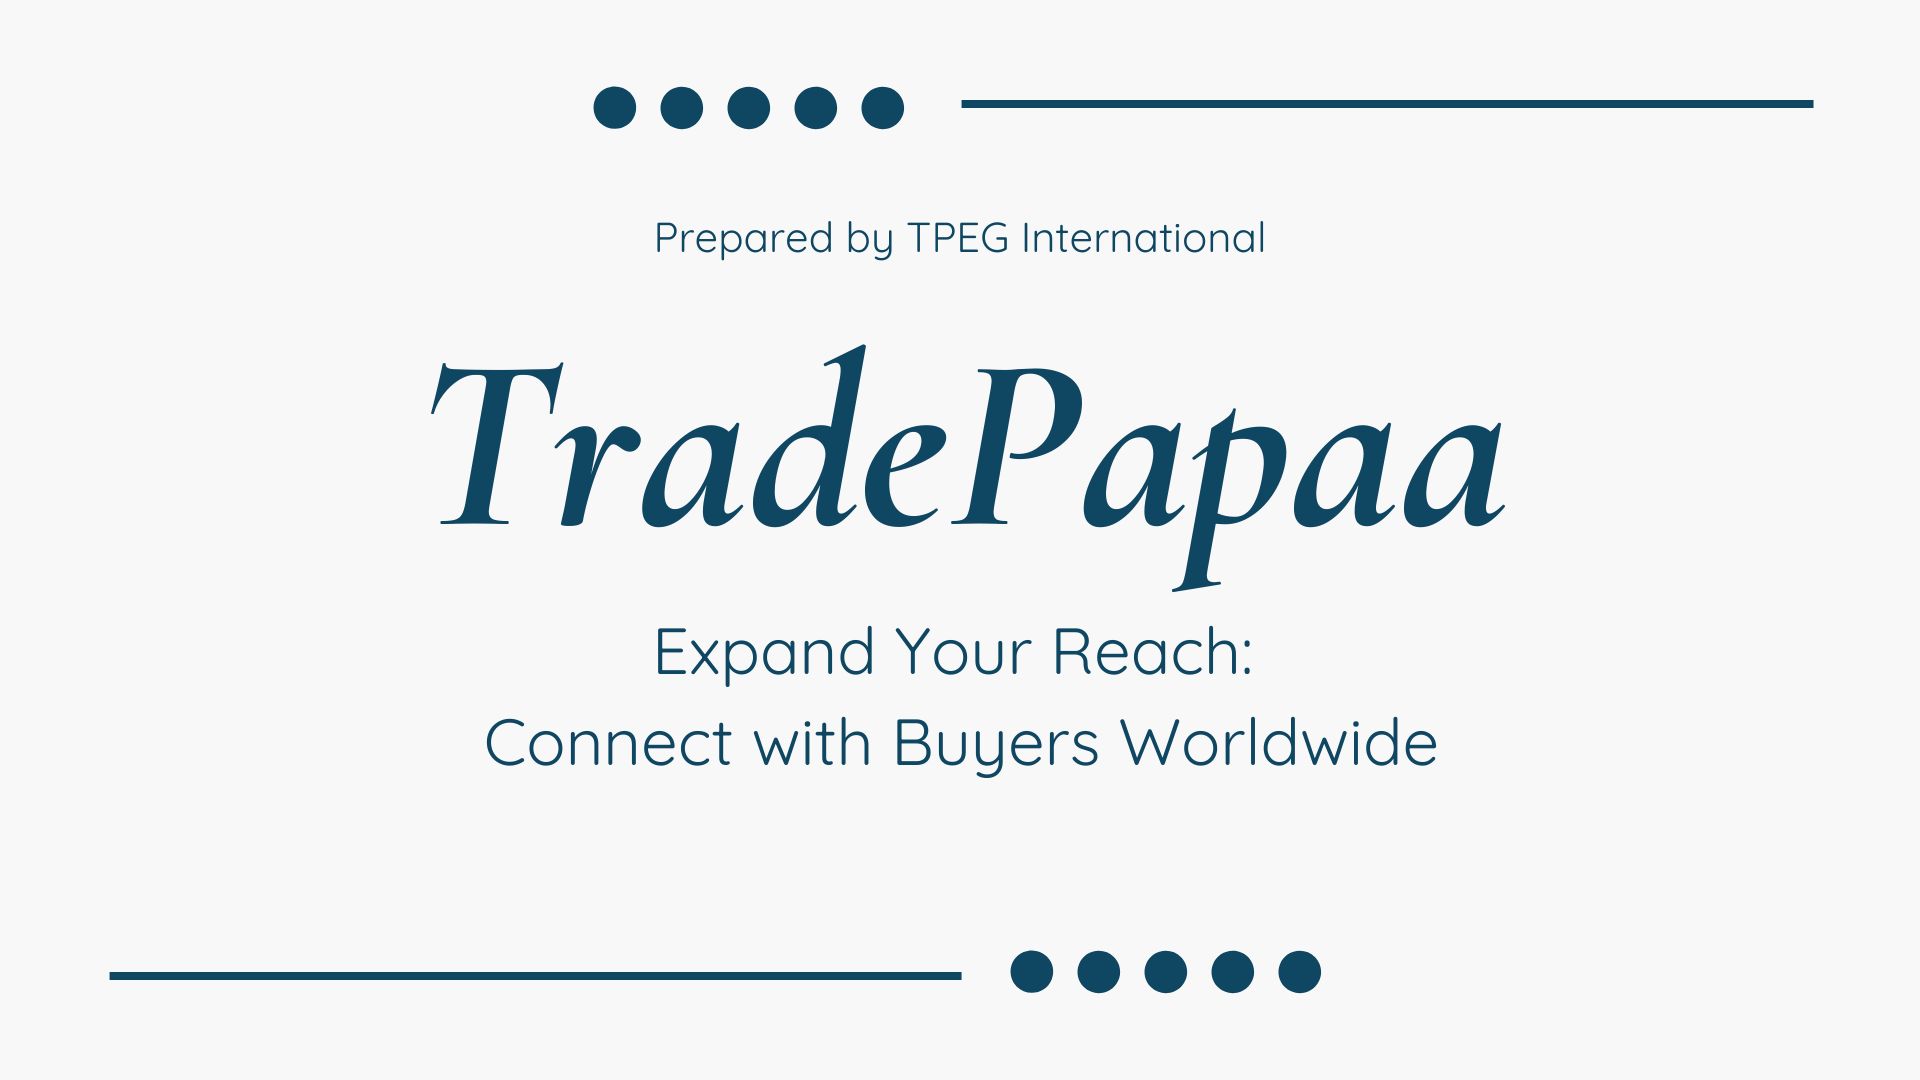 Prepared by TPEG International
TradePapaa
Expand Your Reach:
Connect with Buyers Worldwide